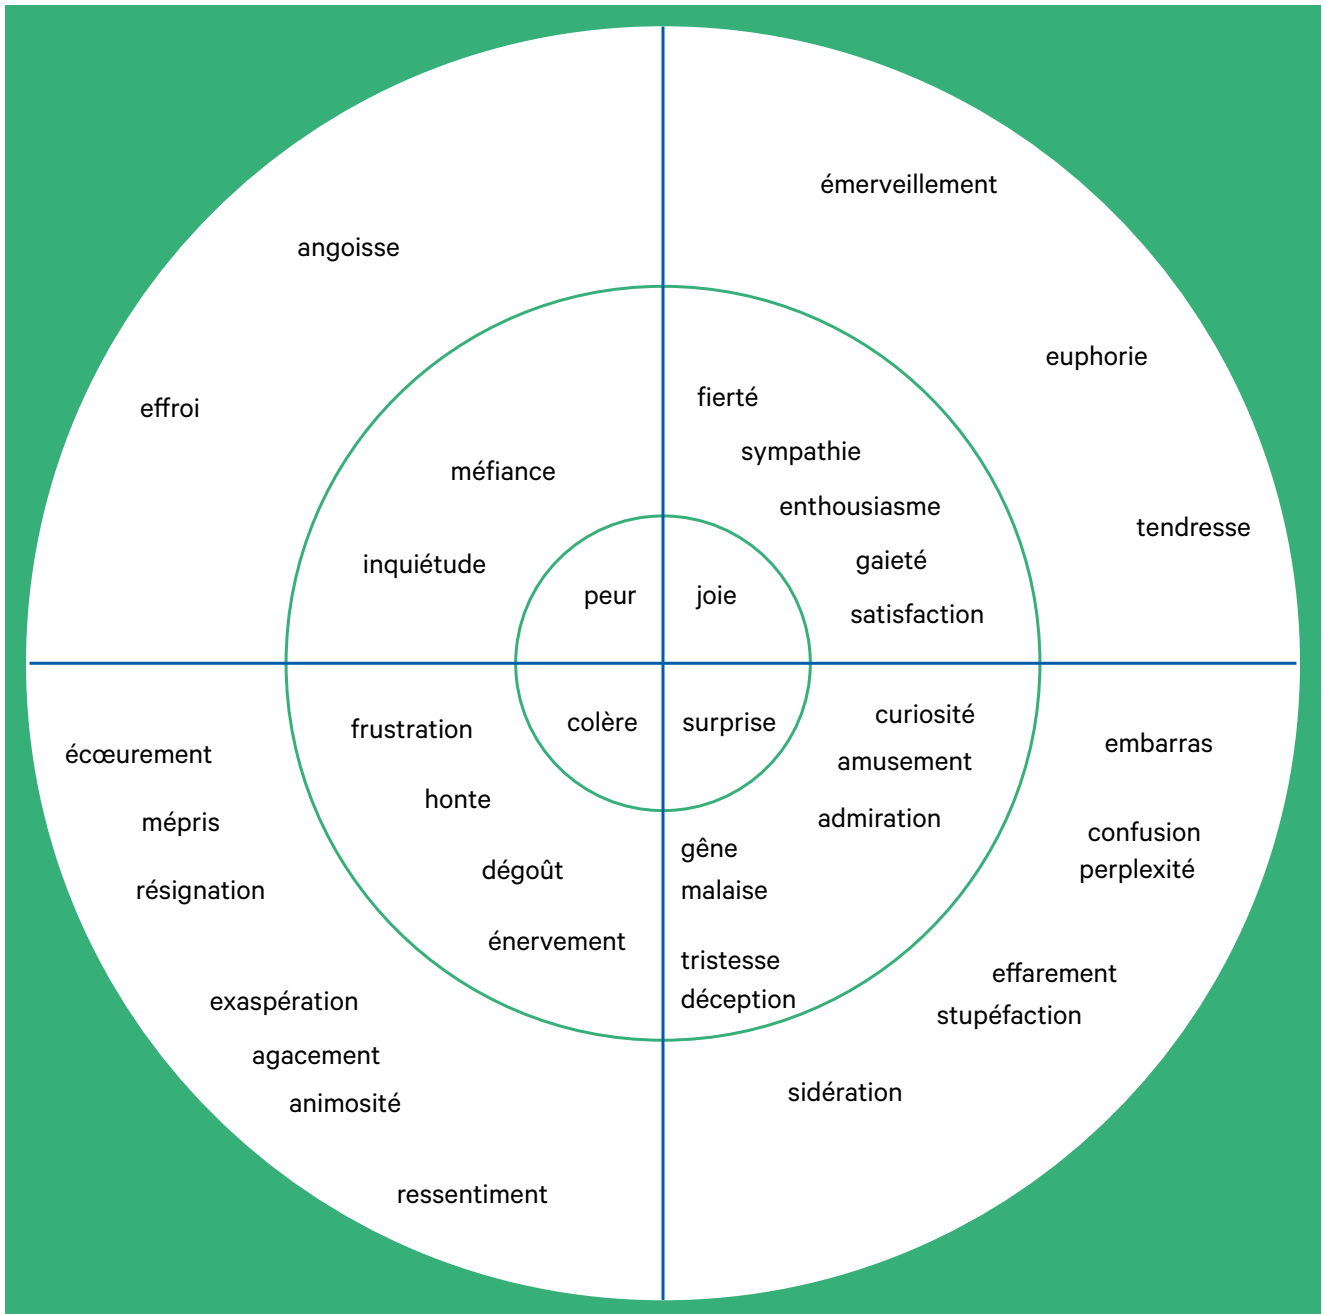 émerveillement
angoisse
euphorie
fierté
effroi
sympathie
méfiance
enthousiasme
tendresse
gaieté
inquiétude
peur
joie
satisfaction
colère
surprise
curiosité
frustration
embarras
écœurement
amusement
honte
admiration
mépris
confusion
gêne
perplexité
dégoût
malaise
résignation
énervement
tristesse
effarement
déception
exaspération
stupéfaction
agacement
sidération
animosité
ressentiment